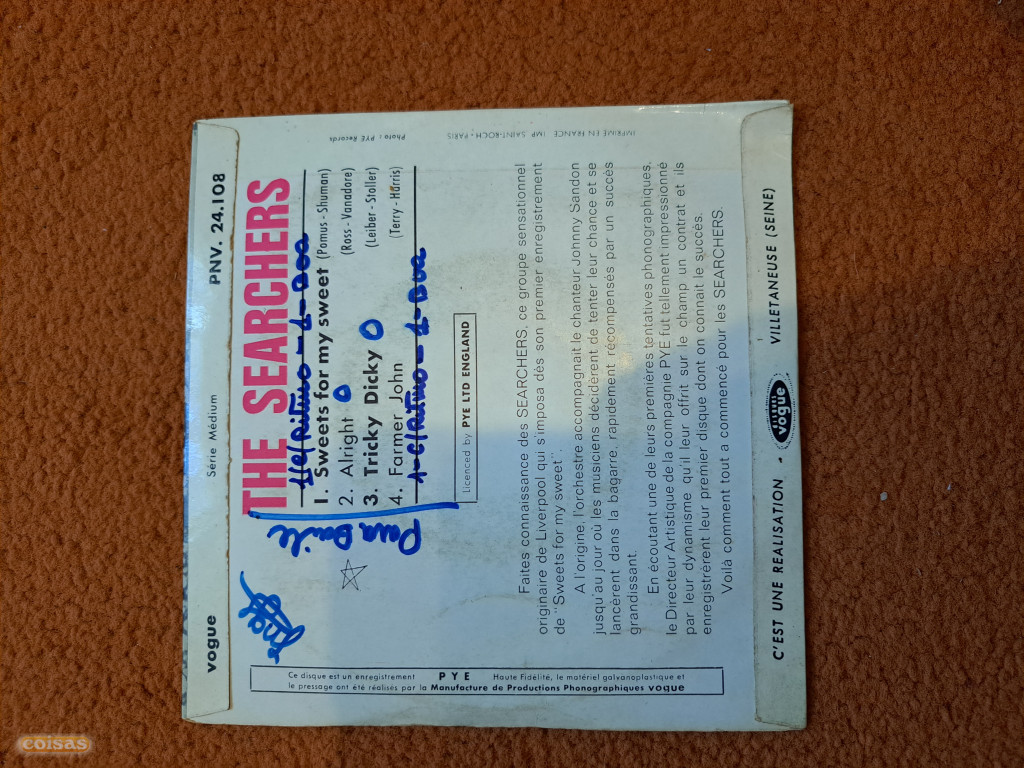 vogue Série Médium PNV. 24.108
THE SEARCHERS
1. Sweets for my sweet (Pomus - Shuman)
2. Alright (Ross - Vanadore)
3. Tricky Dicky (Leiber - Stoller)
4. Farmer John (Terry - Harris)
Para
Licenced by PYE LTD ENGLAND
Photo : PYE Records
IMPRIMÉ EN FRANCE IMP. SAINT-ROCH - PARIS
Faites connaissance des SEARCHERS, ce groupe sensationnel
originaire de Liverpool qui s'imposa dès son premier enregistrement
de "Sweets for my sweet".
A l'origine, l'orchestre accompagnait le chanteur Johnny Sandon
jusqu'au jour où les musiciens décidèrent de tenter leur chance et se
lancèrent dans la bagarre, rapidement récompensés par un succès
grandissant.
En écoutant une de leurs premières tentatives phonographiques,
le Directeur Artistique de la compagnie PYE fut tellement impressionné
par leur dynamisme qu'il leur offrit sur le champ un contrat et ils
enregistrèrent leur premier disque dont on connait le succès.
Voilà comment tout a commencé pour les SEARCHERS.
Ce disque est un enregistrement PYE Haute Fidélité, le matériel galvanoplastique et
le pressage ont été réalisés par la Manufacture de Productions Phonographiques vogue
C'EST UNE REALISATION - vogue VILLETANEUSE (SEINE)
coisas